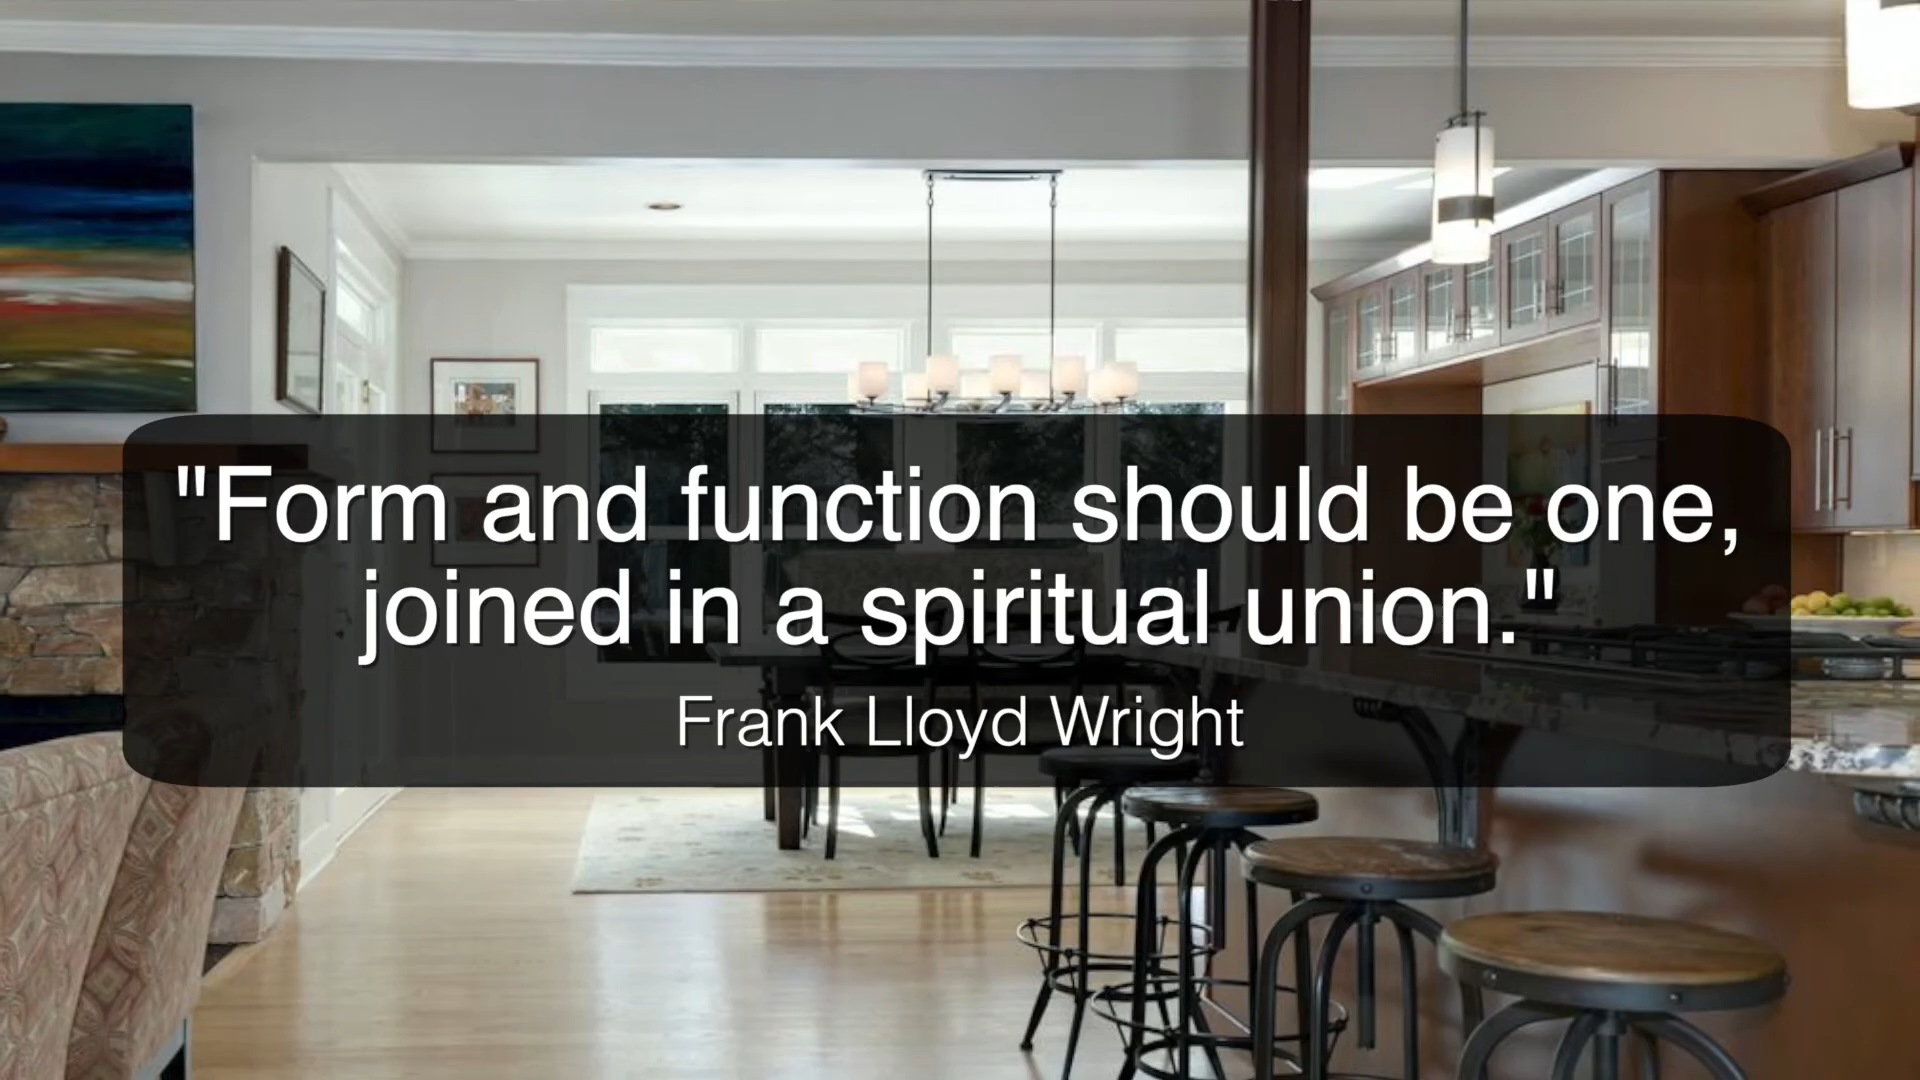 "Form and function should be one,
joined in a spiritual union."
Frank Lloyd Wright